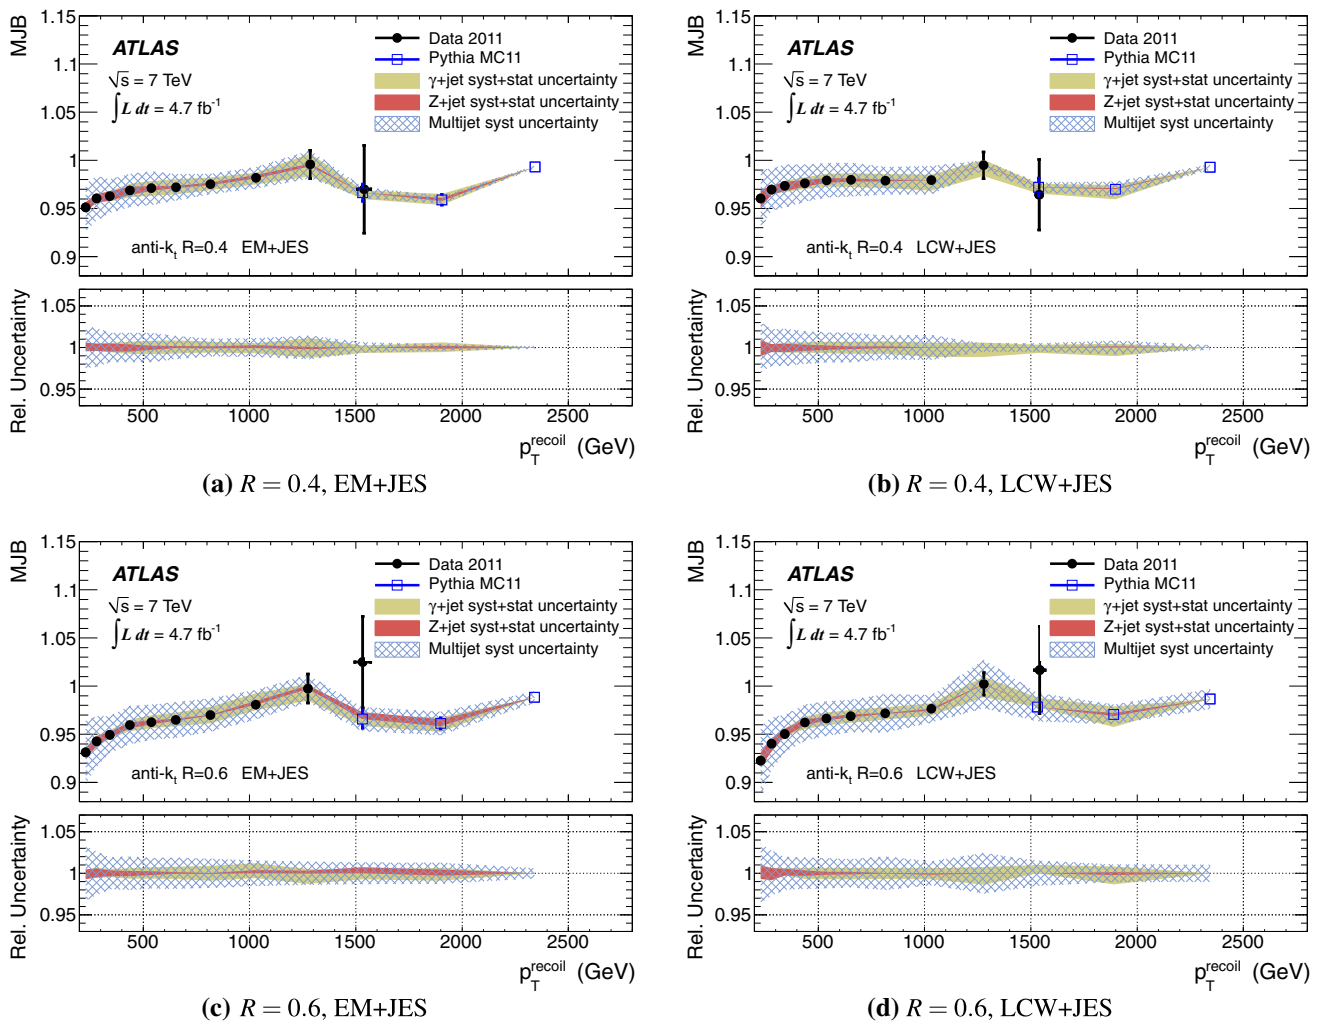 MJB
1.15
1.1
1.05
1
0.95
0.9
ATLAS
√s = 7 TeV
∫L dt = 4.7 fb⁻¹
Data 2011
Pythia MC11
γ+jet syst+stat uncertainty
Z+jet syst+stat uncertainty
Multijet syst uncertainty
anti-kt R=0.4 EM+JES
Rel. Uncertainty
1.05
1
0.95
500 1000 1500 2000 2500
pT^recoil (GeV)
(a) R = 0.4, EM+JES
MJB
1.15
1.1
1.05
1
0.95
0.9
ATLAS
√s = 7 TeV
∫L dt = 4.7 fb⁻¹
Data 2011
Pythia MC11
γ+jet syst+stat uncertainty
Z+jet syst+stat uncertainty
Multijet syst uncertainty
anti-kt R=0.4 LCW+JES
Rel. Uncertainty
1.05
1
0.95
500 1000 1500 2000 2500
pT^recoil (GeV)
(b) R = 0.4, LCW+JES
MJB
1.15
1.1
1.05
1
0.95
0.9
ATLAS
√s = 7 TeV
∫L dt = 4.7 fb⁻¹
Data 2011
Pythia MC11
γ+jet syst+stat uncertainty
Z+jet syst+stat uncertainty
Multijet syst uncertainty
anti-kt R=0.6 EM+JES
Rel. Uncertainty
1.05
1
0.95
500 1000 1500 2000 2500
pT^recoil (GeV)
(c) R = 0.6, EM+JES
MJB
1.15
1.1
1.05
1
0.95
0.9
ATLAS
√s = 7 TeV
∫L dt = 4.7 fb⁻¹
Data 2011
Pythia MC11
γ+jet syst+stat uncertainty
Z+jet syst+stat uncertainty
Multijet syst uncertainty
anti-kt R=0.6 LCW+JES
Rel. Uncertainty
1.05
1
0.95
500 1000 1500 2000 2500
pT^recoil (GeV)
(d) R = 0.6, LCW+JES